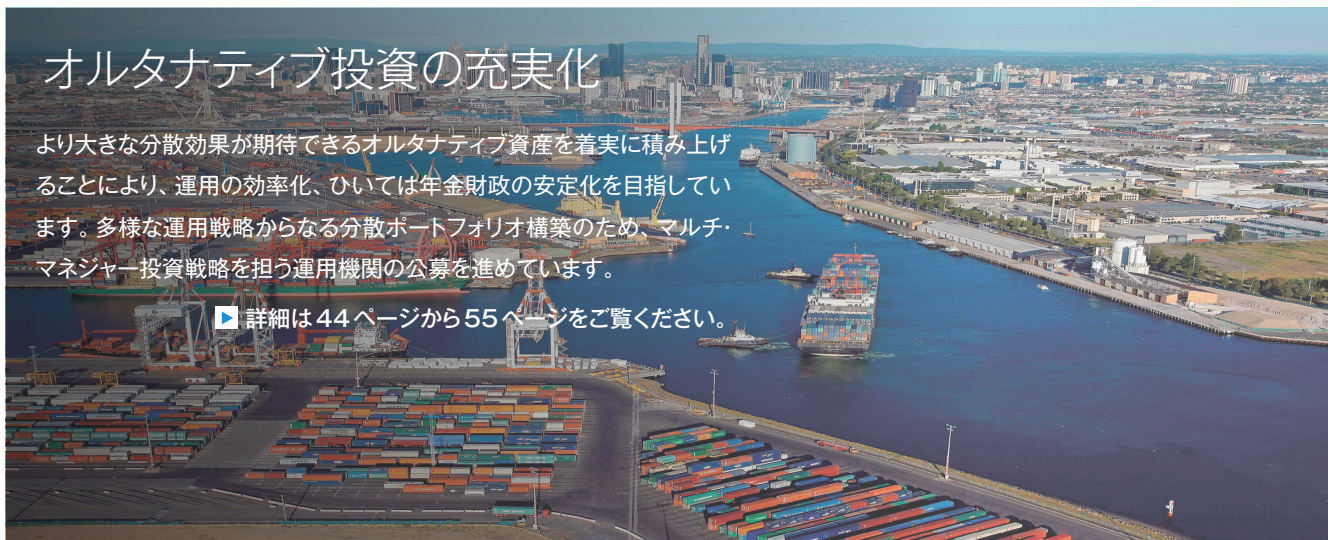 オルタナティブ投資の充実化
より大きな分散効果が期待できるオルタナティブ資産を着実に積み上げ
ることにより、運用の効率化、ひいては年金財政の安定化を目指してい
ます。多様な運用戦略からなる分散ポートフォリオ構築のため、マルチ・
マネジャー投資戦略を担う運用機関の公募を進めています。
詳細は44ページから55ページをご覧ください。